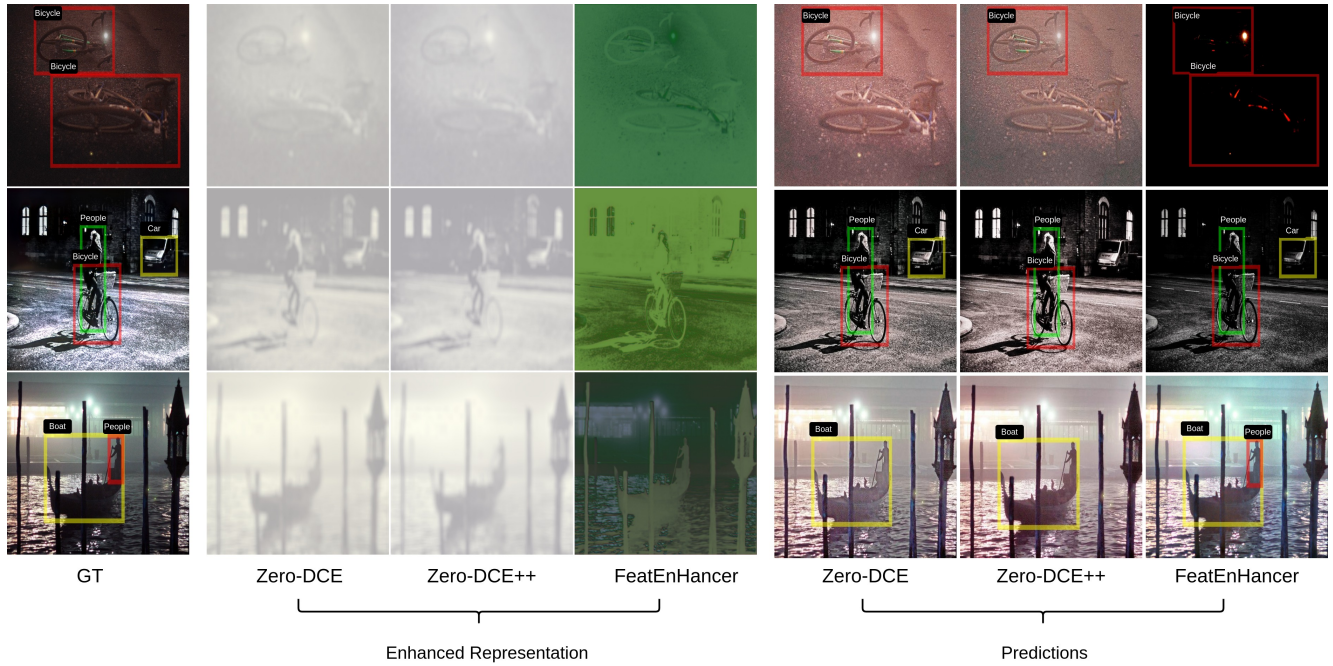 Bicycle
Bicycle
Bicycle
Bicycle
Bicycle
Bicycle
People
Car
Bicycle
People
Car
Bicycle
People
Bicycle
People
Car
Bicycle
Boat
People
Boat
Boat
Boat
People
GT
Zero-DCE
Zero-DCE++
FeatEnHancer
Zero-DCE
Zero-DCE++
FeatEnHancer
Enhanced Representation
Predictions